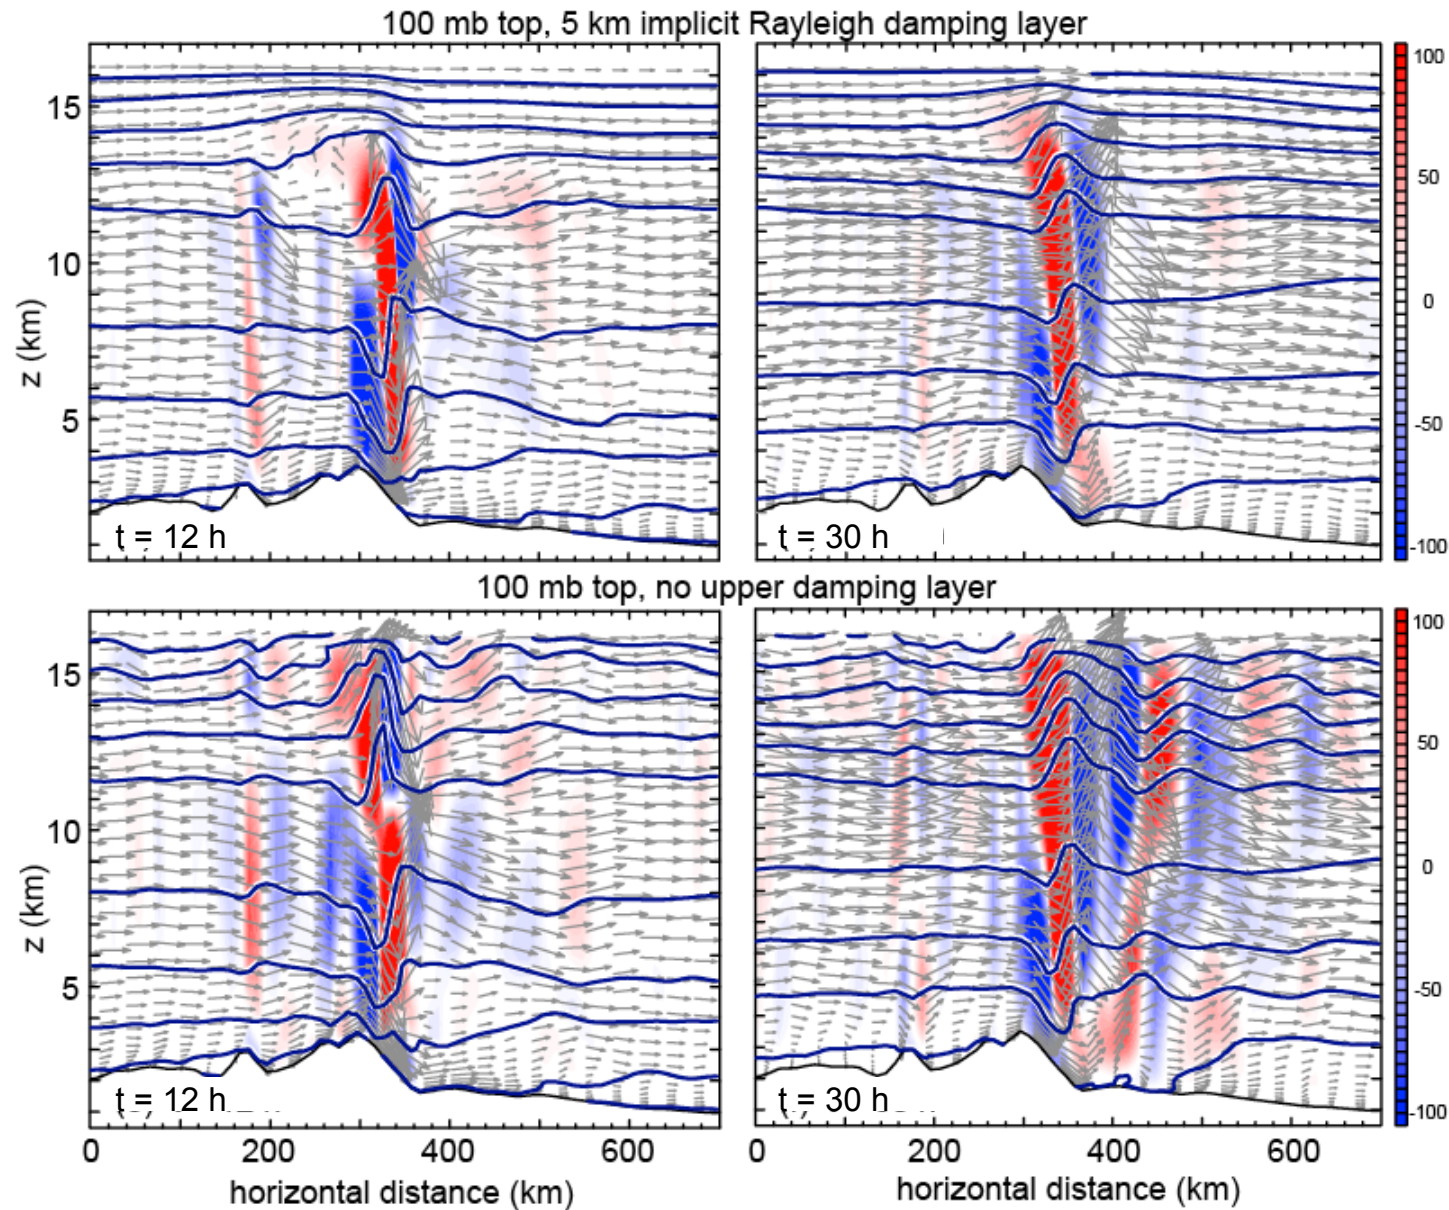 100 mb top, 5 km implicit Rayleigh damping layer
15
10
5
z (km)
t = 12 h
t = 30 h
100
50
0
-50
-100
100 mb top, no upper damping layer
15
10
5
z (km)
t = 12 h
t = 30 h
100
50
0
-50
-100
0 200 400 600
0 200 400 600
horizontal distance (km)
horizontal distance (km)